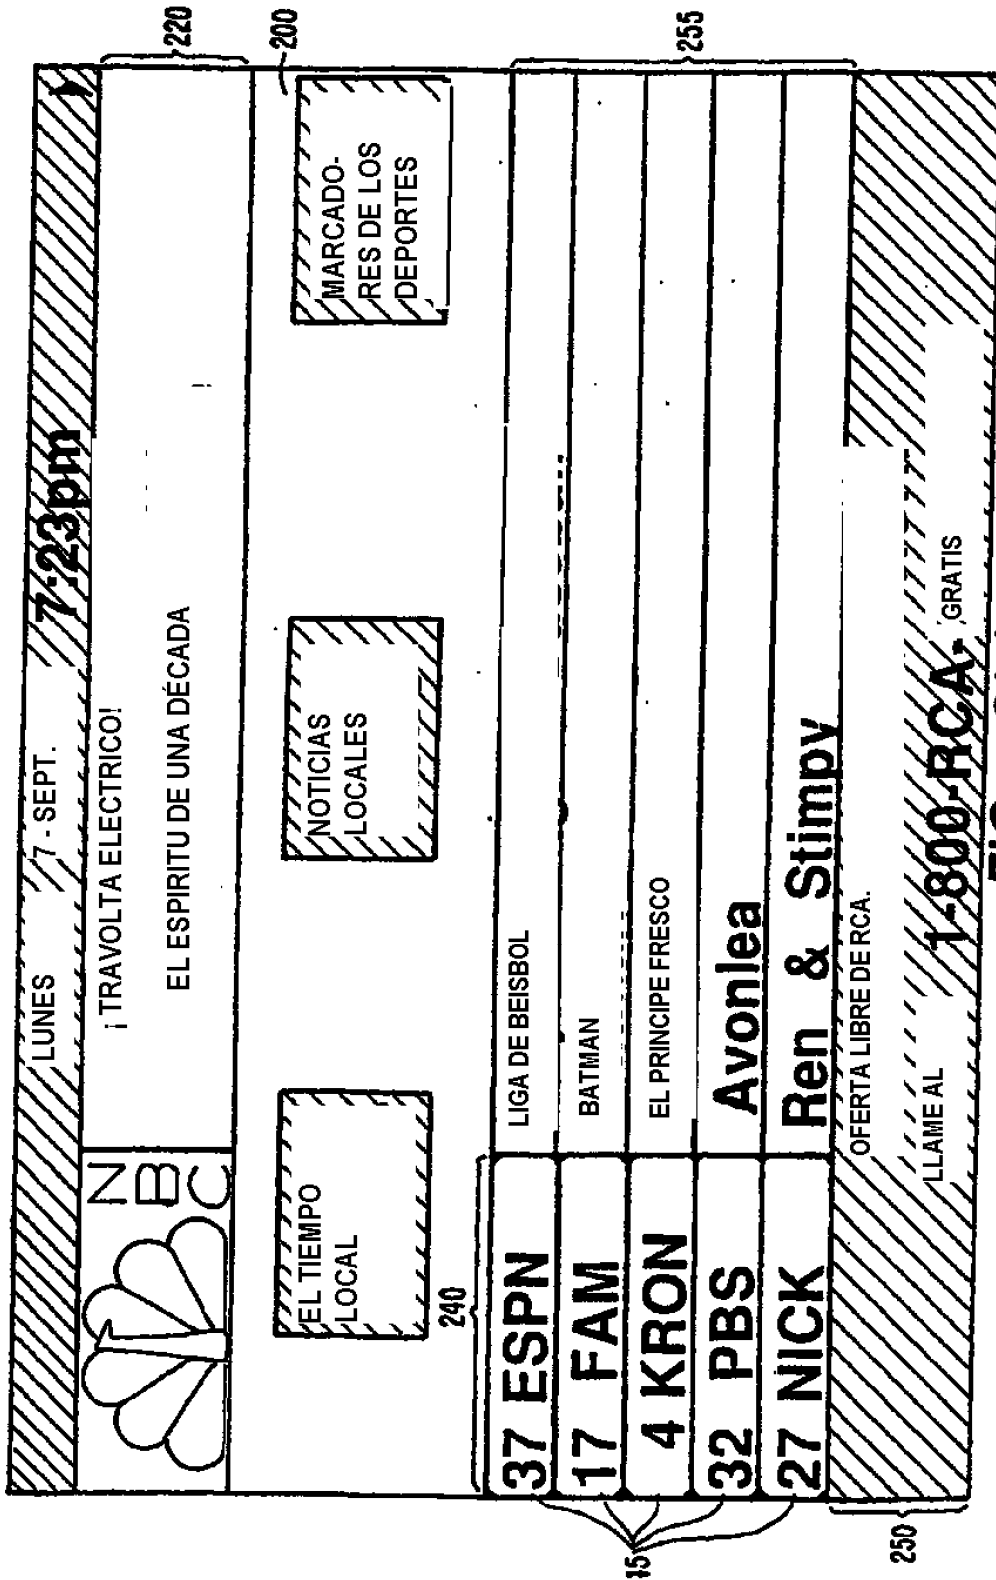 LUNES 7 - SEPT. 7:23pm
220
NBC
¡TRAVOLTA ELECTRICO!
EL ESPIRITU DE UNA DÉCADA
200
EL TIEMPO
LOCAL
NOTICIAS
LOCALES
MARCADO-
RES DE LOS
DEPORTES
240
255
37 ESPN LIGA DE BEISBOL
17 FAM BATMAN
4 KRON EL PRINCIPE FRESCO
32 PBS Avonlea
27 NICK Ren & Stimpy
OFERTA LIBRE DE RCA.
LLAME AL 1-800-RCA- GRATIS
250